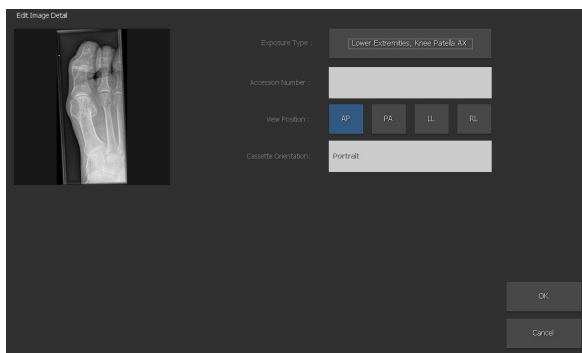 Edit Image Detail
Exposure Type :
Lower Extremities, Knee Patella AX
Accession Number :
View Position :
AP
PA
LL
RL
Cassette Orientation:
Portrait
OK
Cancel